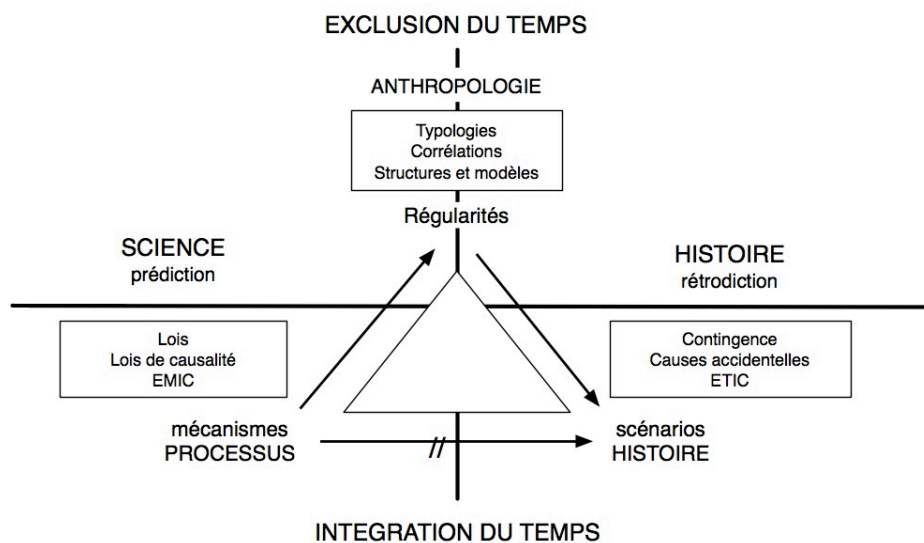 EXCLUSION DU TEMPS
ANTHROPOLOGIE
Typologies
Corrélations
Structures et modèles
Régularités
SCIENCE
prédiction
HISTOIRE
rétrodiction
Lois
Lois de causalité
EMIC
Contingence
Causes accidentelles
ETIC
mécanismes
PROCESSUS
//
scénarios
HISTOIRE
INTEGRATION DU TEMPS